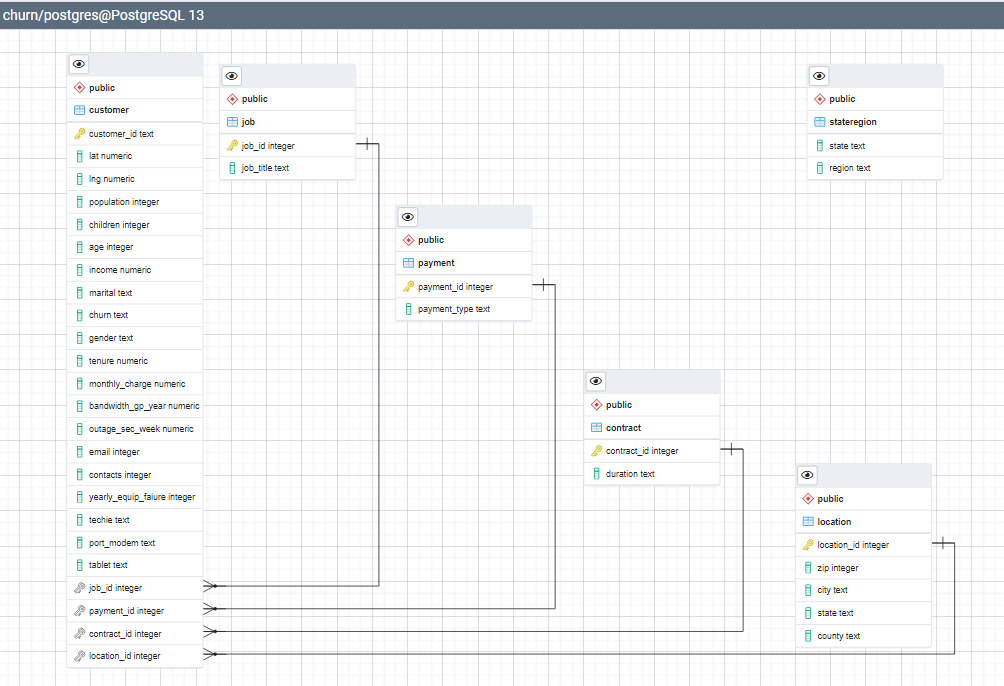 churn/postgres@PostgreSQL 13
public
customer
customer_id text
lat numeric
lng numeric
population integer
children integer
age integer
income numeric
marital text
churn text
gender text
tenure numeric
monthly_charge numeric
bandwidth_gp_year numeric
outage_sec_week numeric
email integer
contacts integer
yearly_equip_faiure integer
techie text
port_modem text
tablet text
job_id integer
payment_id integer
contract_id integer
location_id integer
public
job
job_id integer
job_title text
public
payment
payment_id integer
payment_type text
public
contract
contract_id integer
duration text
public
stateregion
state text
region text
public
location
location_id integer
zip integer
city text
state text
county text